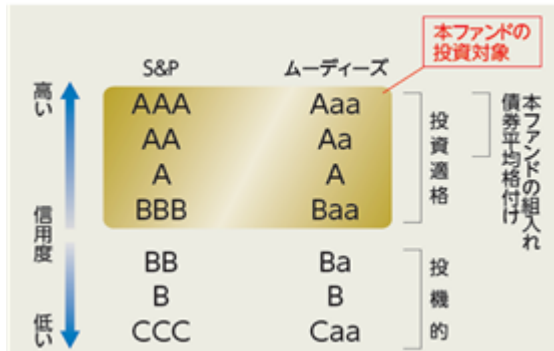 本ファンドの
投資対象
S&P ムーディーズ
高い
信用度
低い
AAA Aaa
AA Aa
A A
BBB Baa
BB Ba
B B
CCC Caa
投資適格
投機的
本ファンドの組入れ
債券平均格付け